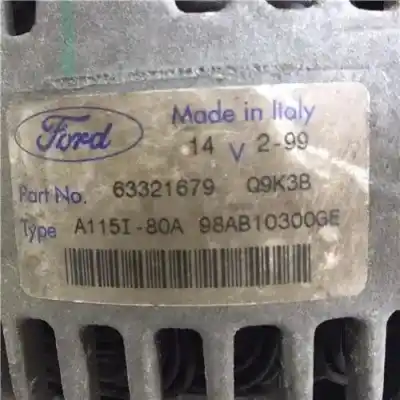 Ford
Made in Italy
14 V 2-99
Part No. 63321679 Q9K3B
Type A115I-80A 98AB10300GE